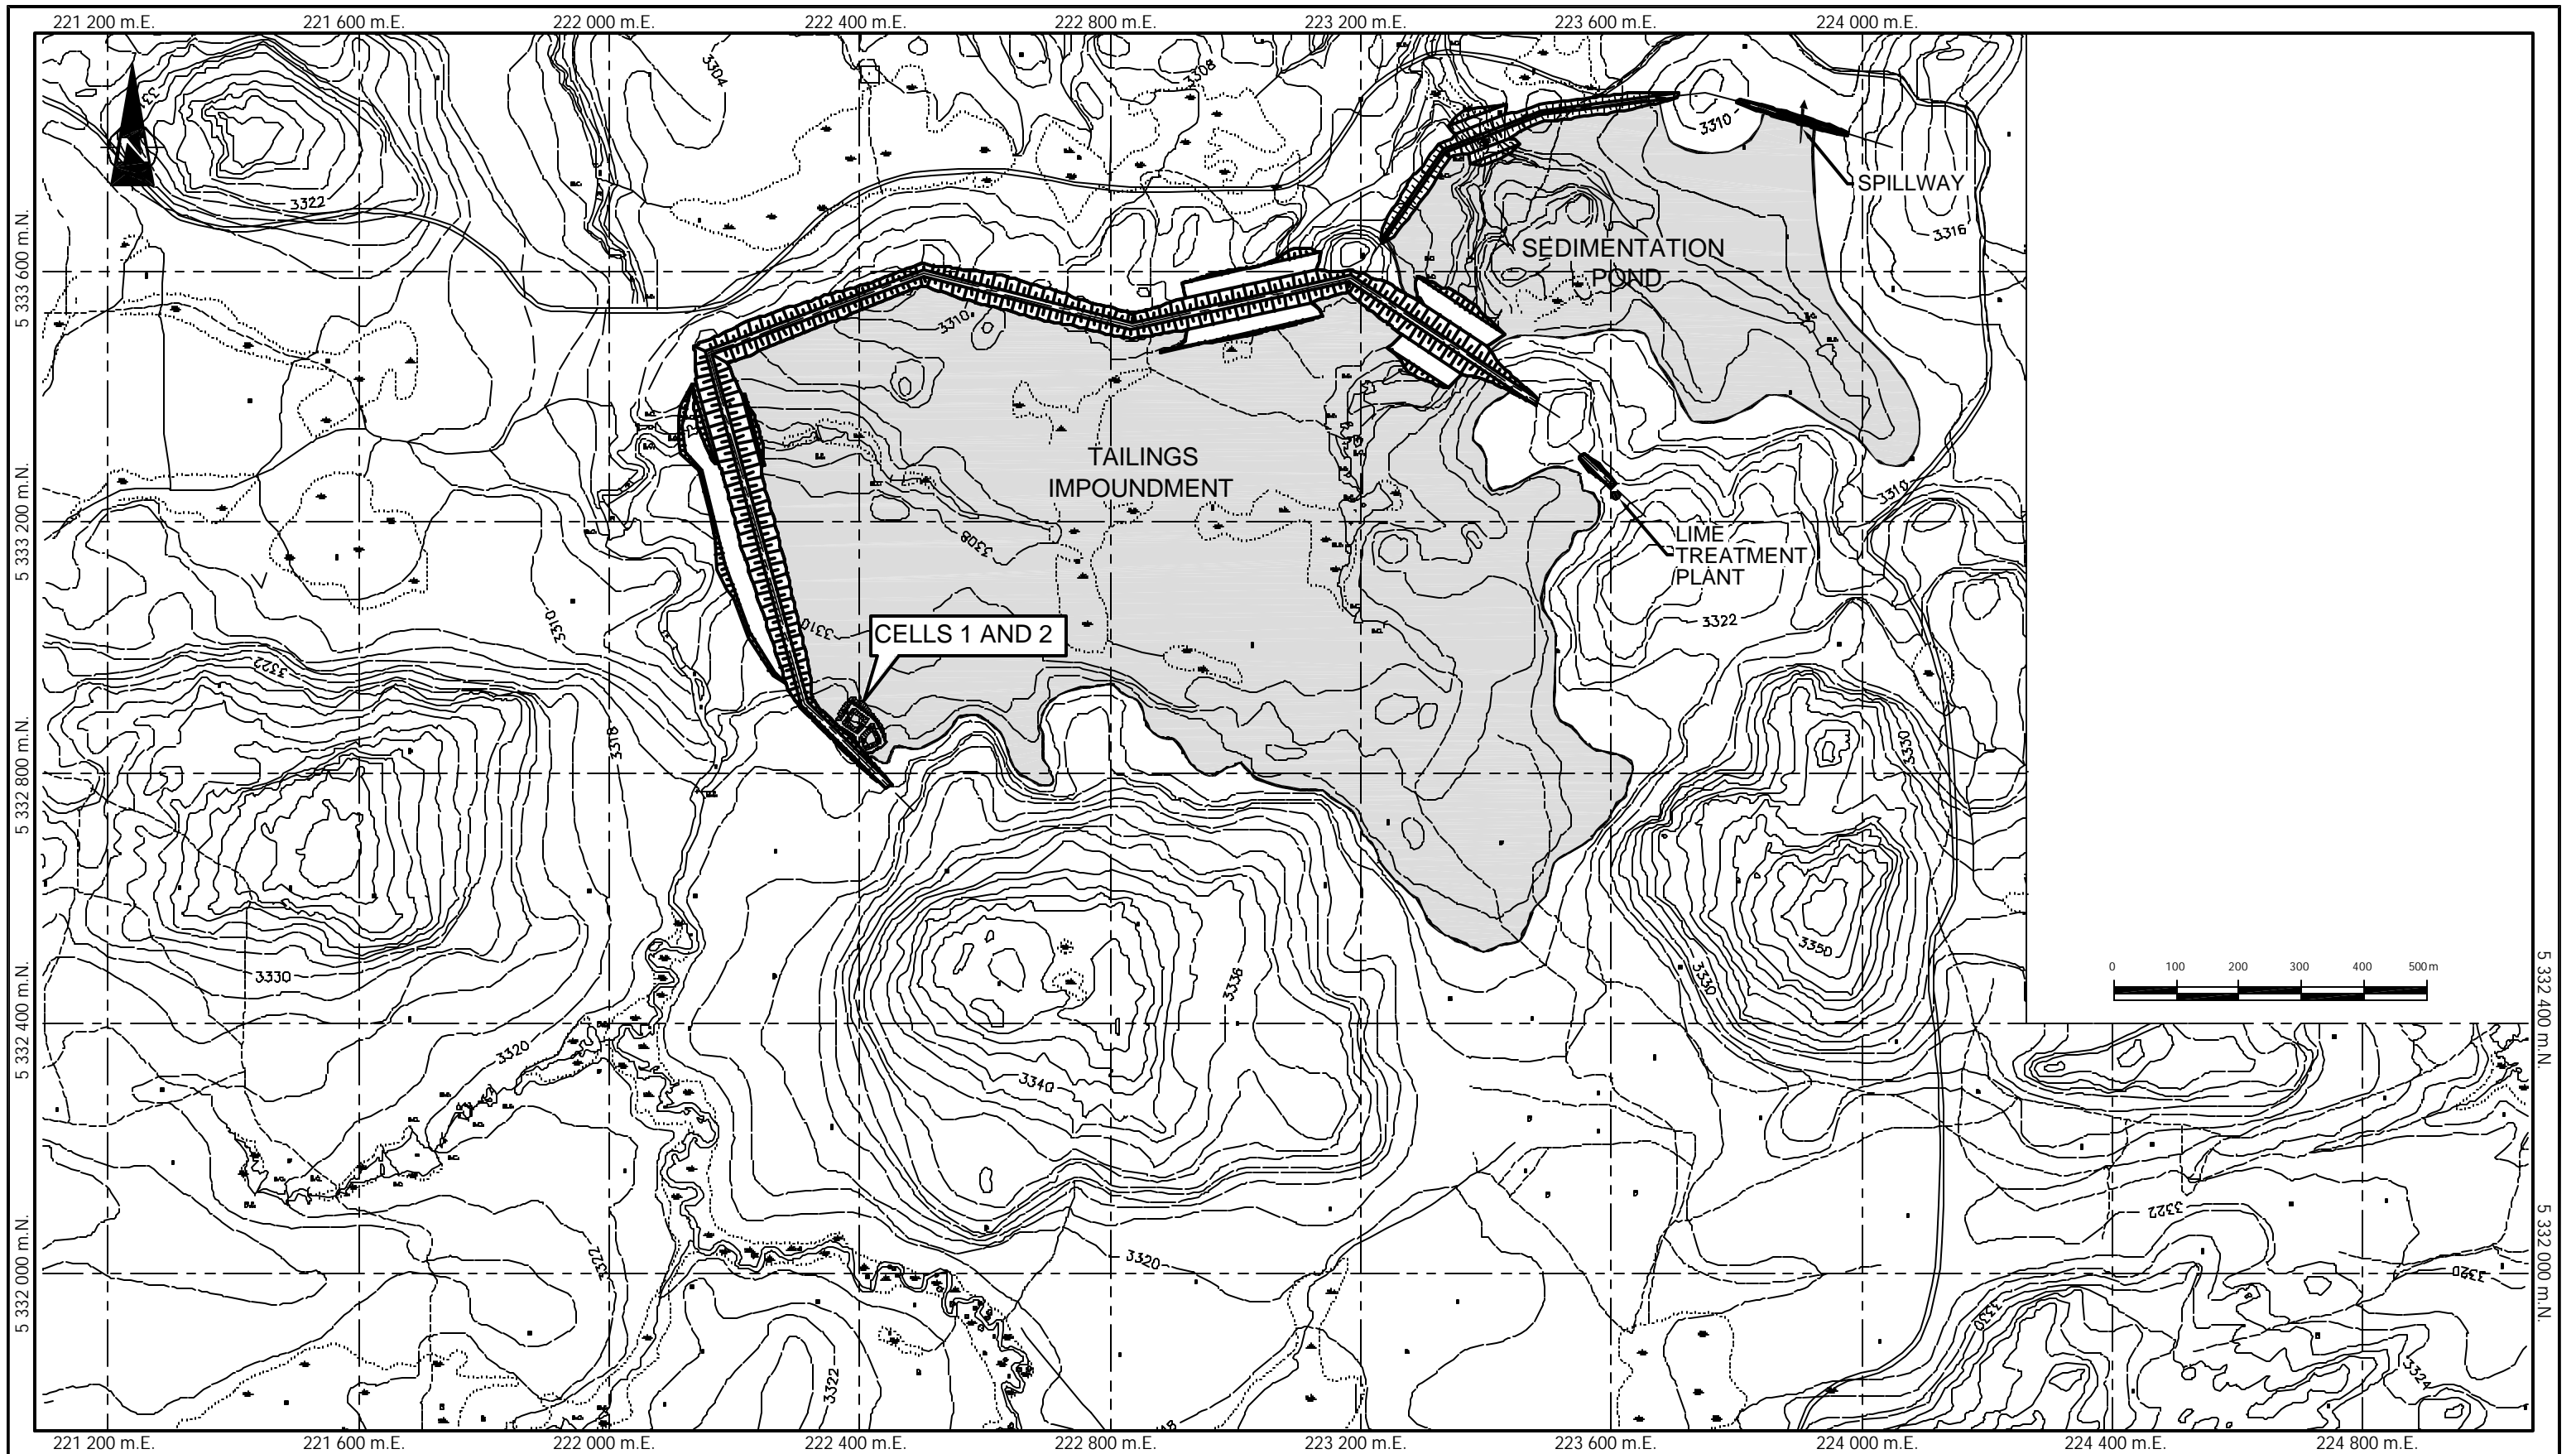 221 200 m.E.
221 600 m.E.
222 000 m.E.
222 400 m.E.
222 800 m.E.
223 200 m.E.
223 600 m.E.
224 000 m.E.
3304
3308
3310
N
SPILLWAY
3322
3316
5 333 600 m.N.
SEDIMENTATION
POND
3310
TAILINGS
IMPOUNDMENT
5 333 200 m.N.
3310
3308
LIME
TREATMENT
PLANT
3310
3310
CELLS 1 AND 2
3322
3322
3318
3330
5 332 800 m.N.
3350
3330
3336
3330
0 100 200 300 400 500m
5 332 400 m.N.
5 332 400 m.N.
3320
3340
3322
3322
3320
3320
5 332 000 m.N.
5 332 000 m.N.
3330
3322
3324
221 200 m.E.
221 600 m.E.
222 000 m.E.
222 400 m.E.
222 800 m.E.
223 200 m.E.
223 600 m.E.
224 000 m.E.
224 400 m.E.
224 800 m.E.